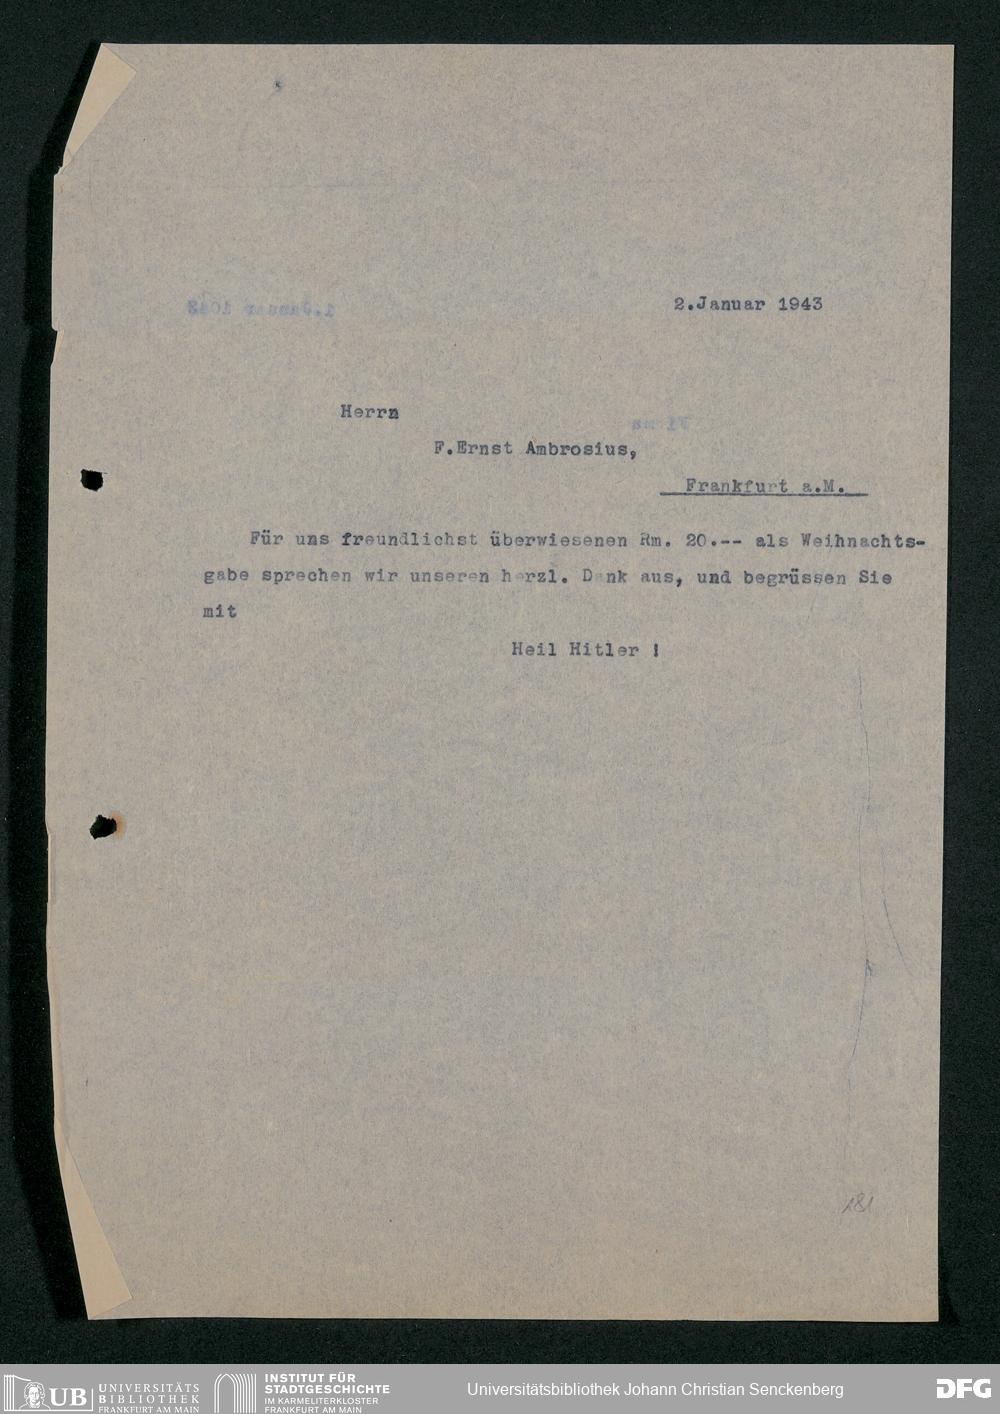 2.Januar 1943
Herrn
F.Ernst Ambrosius,
Frankfurt a.M.
Für uns freundlichst überwiesenen Rm. 20.-- als Weihnachts-
gabe sprechen wir unseren herzl. Dank aus, und begrüssen Sie
mit
Heil Hitler !
181
UB UNIVERSITÄTS
BIBLIOTHEK
FRANKFURT AM MAIN
INSTITUT FÜR
STADTGESCHICHTE
IM KARMELITERKLOSTER
FRANKFURT AM MAIN
Universitätsbibliothek Johann Christian Senckenberg
DFG